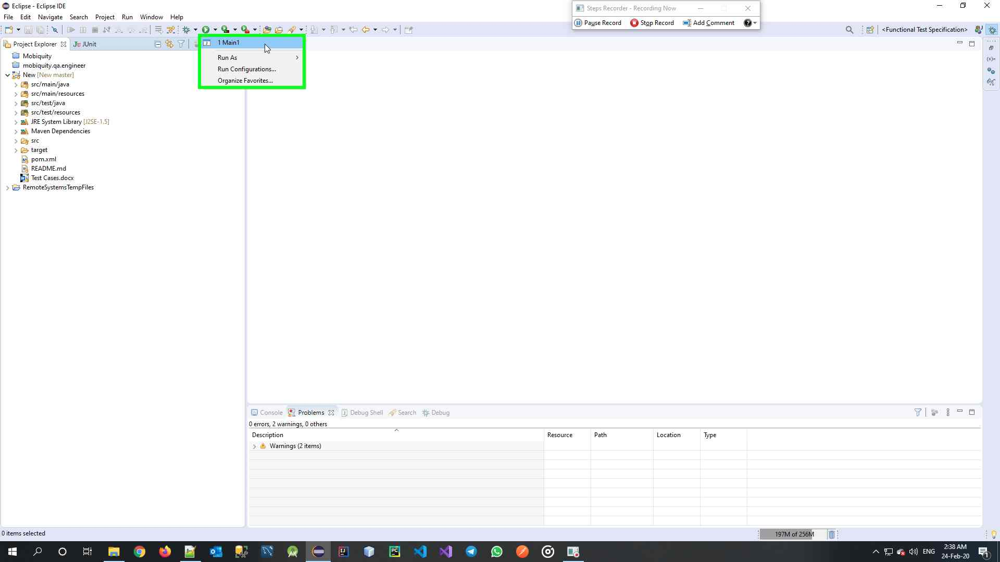 Eclipse - Eclipse IDE
File Edit Navigate Search Project Run Window Help
Steps Recorder - Recording Now
Pause Record Stop Record Add Comment
<Functional Test Specification>
Project Explorer JUnit
1 Main1
Run As
Run Configurations...
Organize Favorites...
Mobiquity
mobiquity.qa.engineer
New [New master]
src/main/java
src/main/resources
src/test/java
src/test/resources
JRE System Library [J2SE-1.5]
Maven Dependencies
src
target
pom.xml
README.md
Test Cases.docx
RemoteSystemsTempFiles
Console Problems Debug Shell Search Debug
0 errors, 2 warnings, 0 others
Description Resource Path Location Type
Warnings (2 items)
0 items selected
197M of 256M
ENG
2:38 AM
24-Feb-20